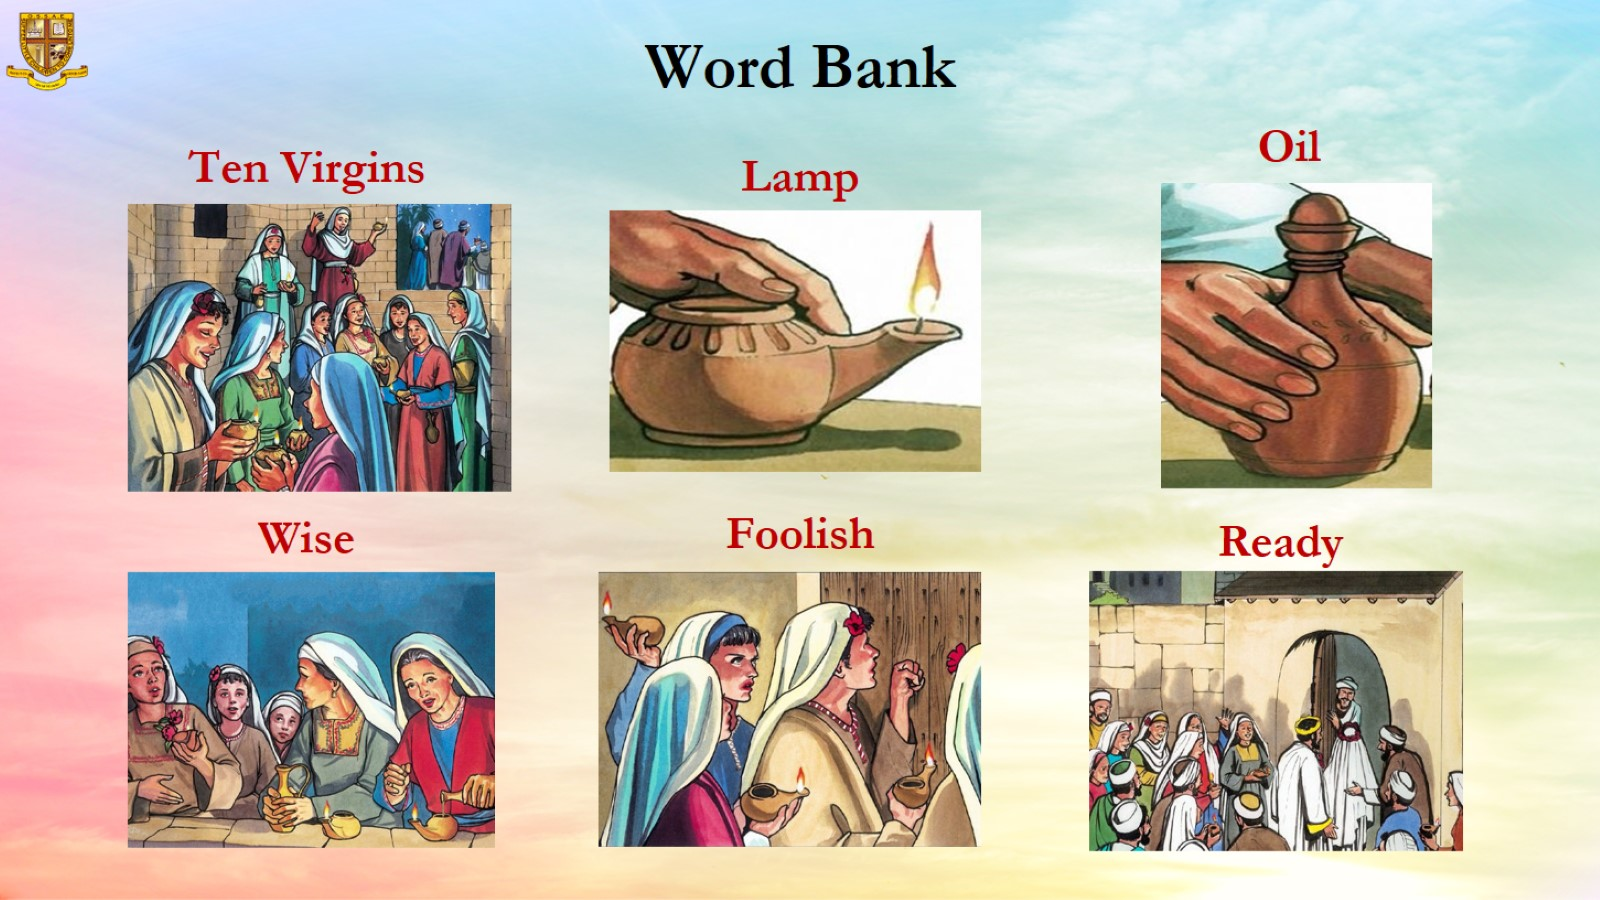 Word Bank
Ten Virgins
Lamp
Oil
Wise
Foolish
Ready